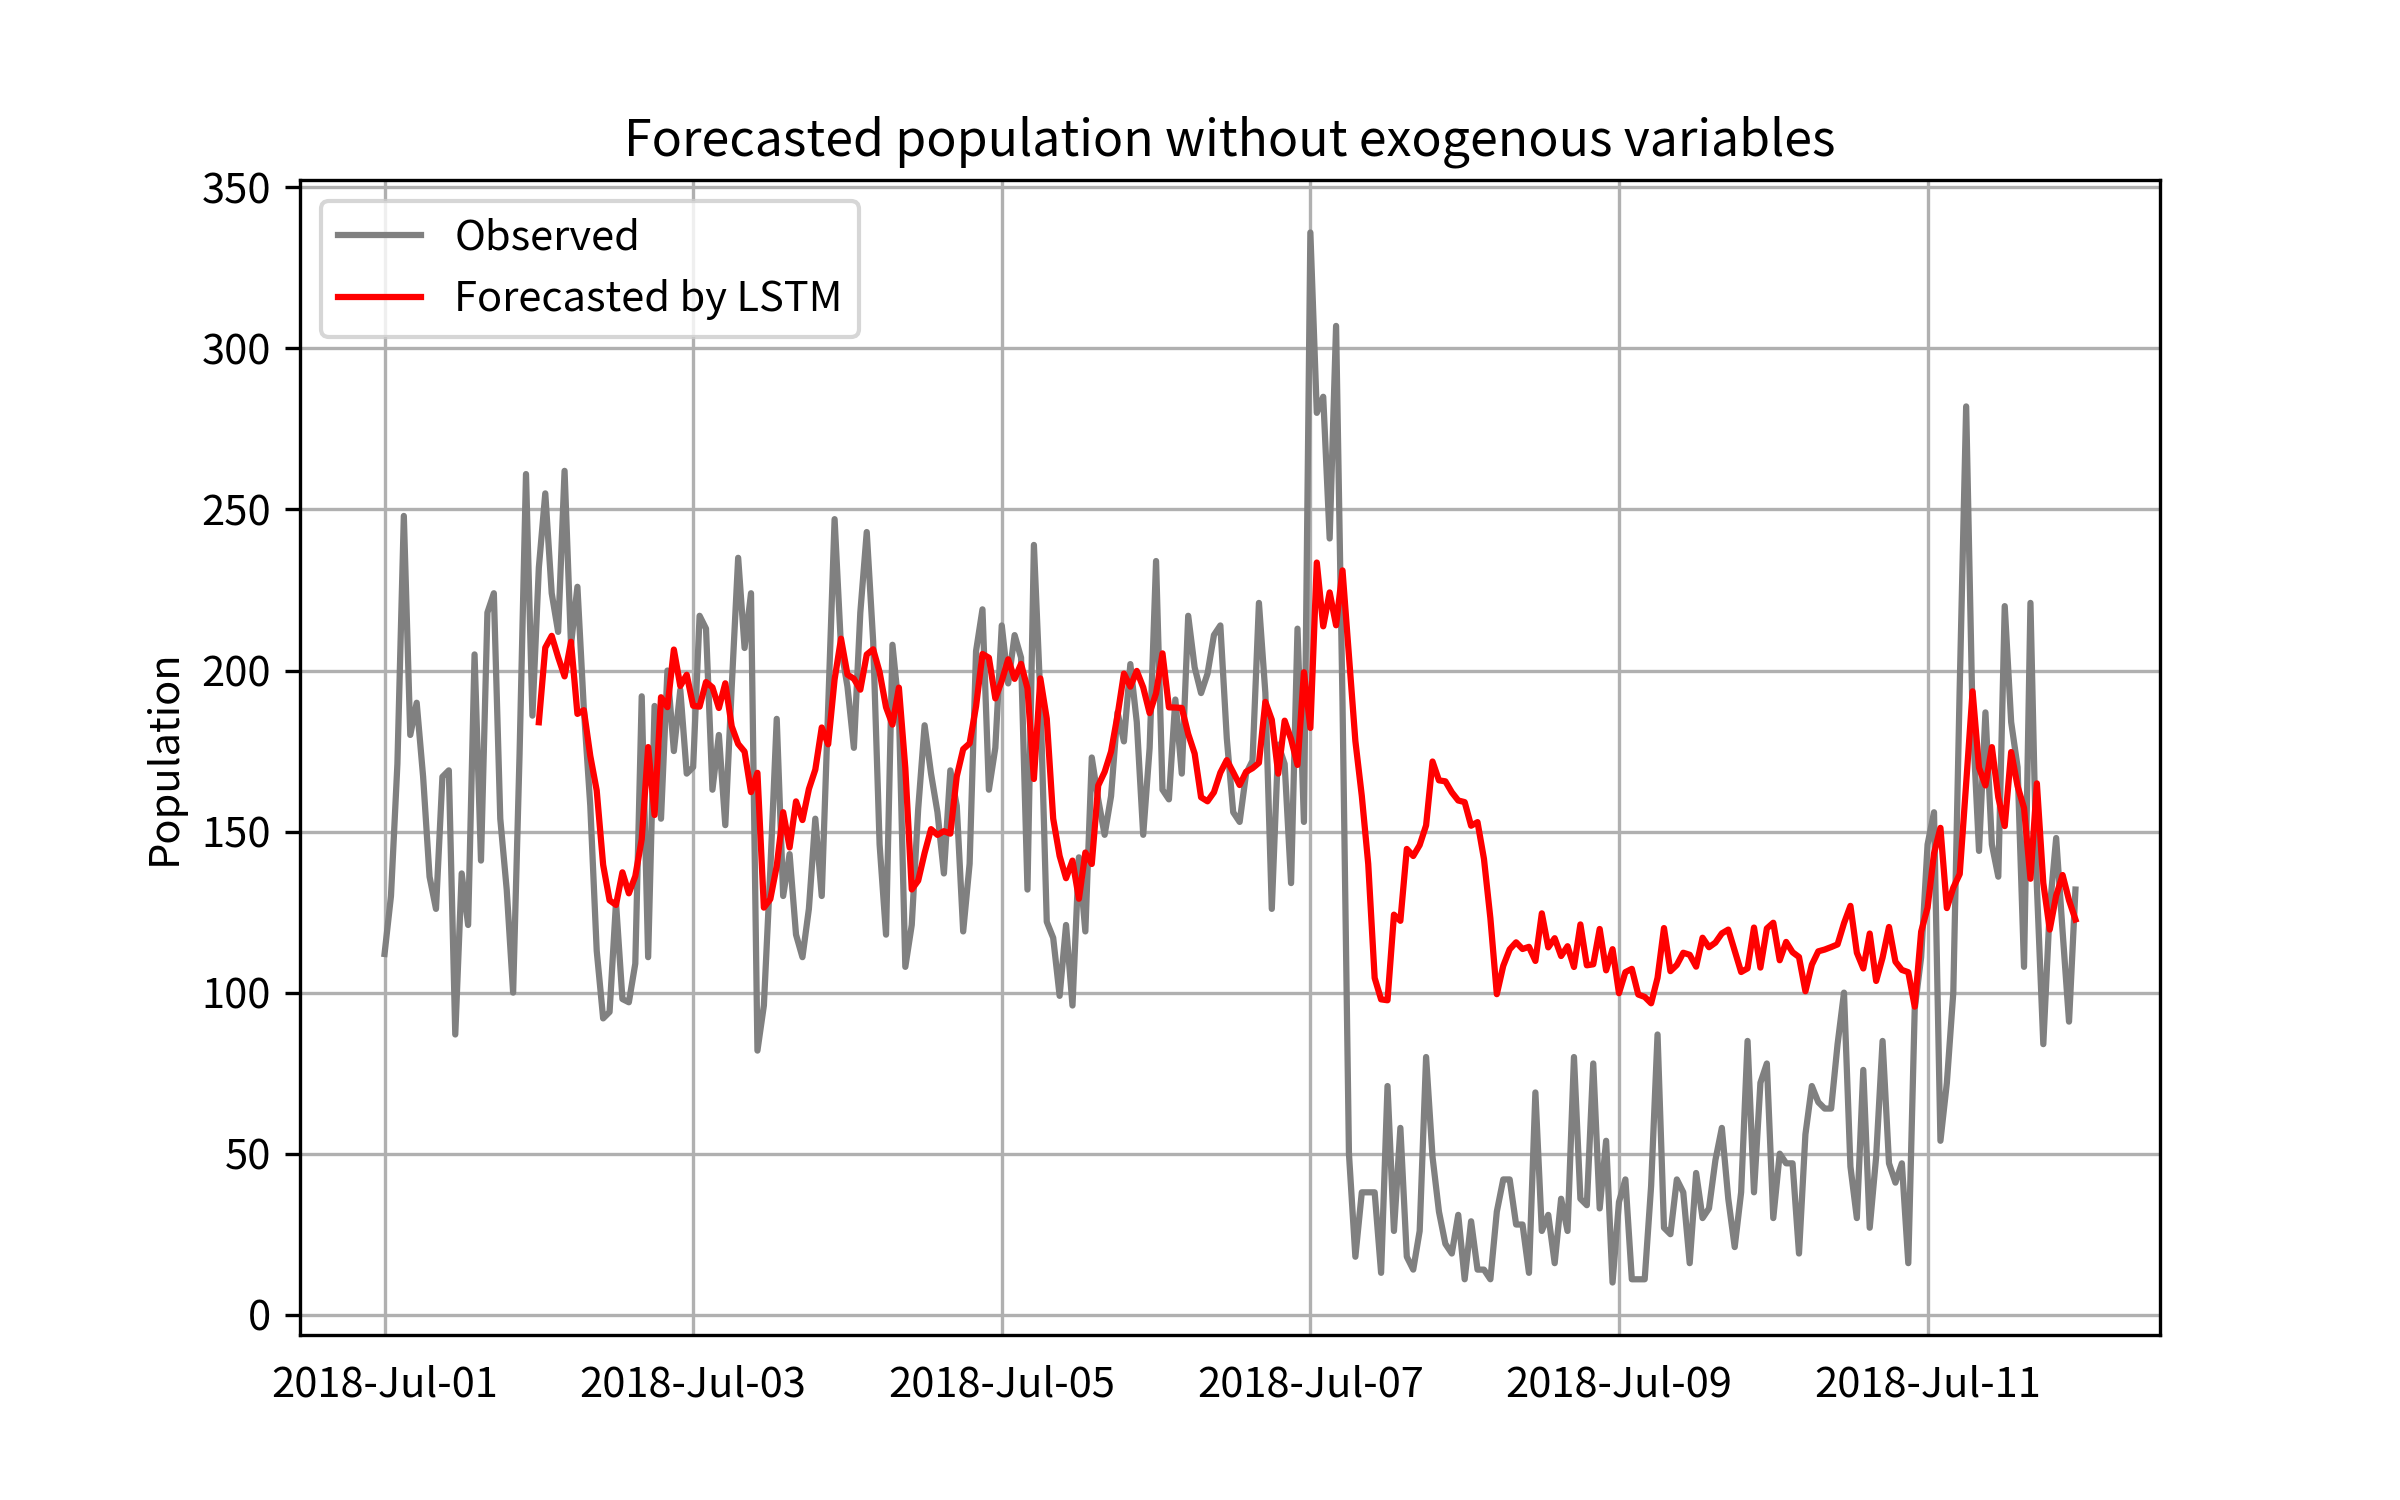 Forecasted population without exogenous variables
Observed
Forecasted by LSTM
Population
350
300
250
200
150
100
50
0
2018-Jul-01
2018-Jul-03
2018-Jul-05
2018-Jul-07
2018-Jul-09
2018-Jul-11